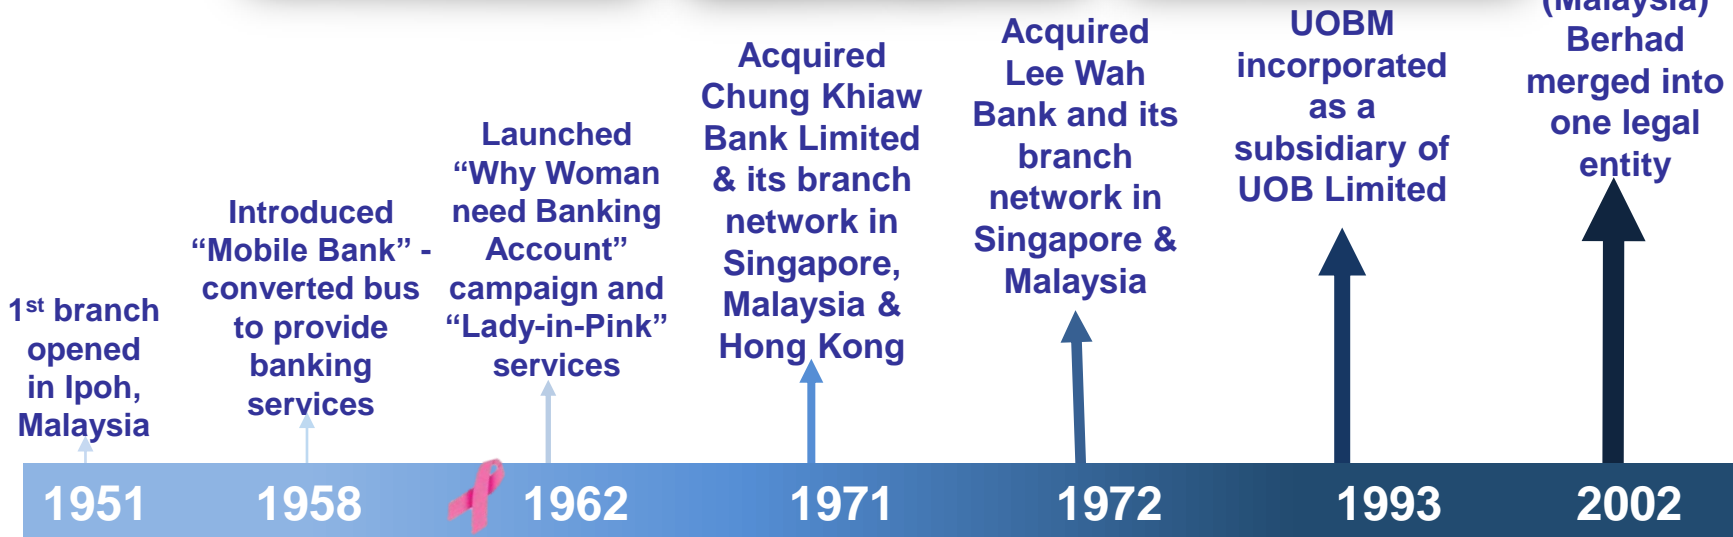 1st branch
opened
in Ipoh,
Malaysia
Introduced
“Mobile Bank” -
converted bus
to provide
banking
services
Launched
“Why Woman
need Banking
Account”
campaign and
“Lady-in-Pink”
services
Acquired
Chung Khiaw
Bank Limited
& its branch
network in
Singapore,
Malaysia &
Hong Kong
Acquired
Lee Wah
Bank and its
branch
network in
Singapore &
Malaysia
UOBM
incorporated
as a
subsidiary of
UOB Limited
(Malaysia)
Berhad
merged into
one legal
entity
1951
1958
1962
1971
1972
1993
2002